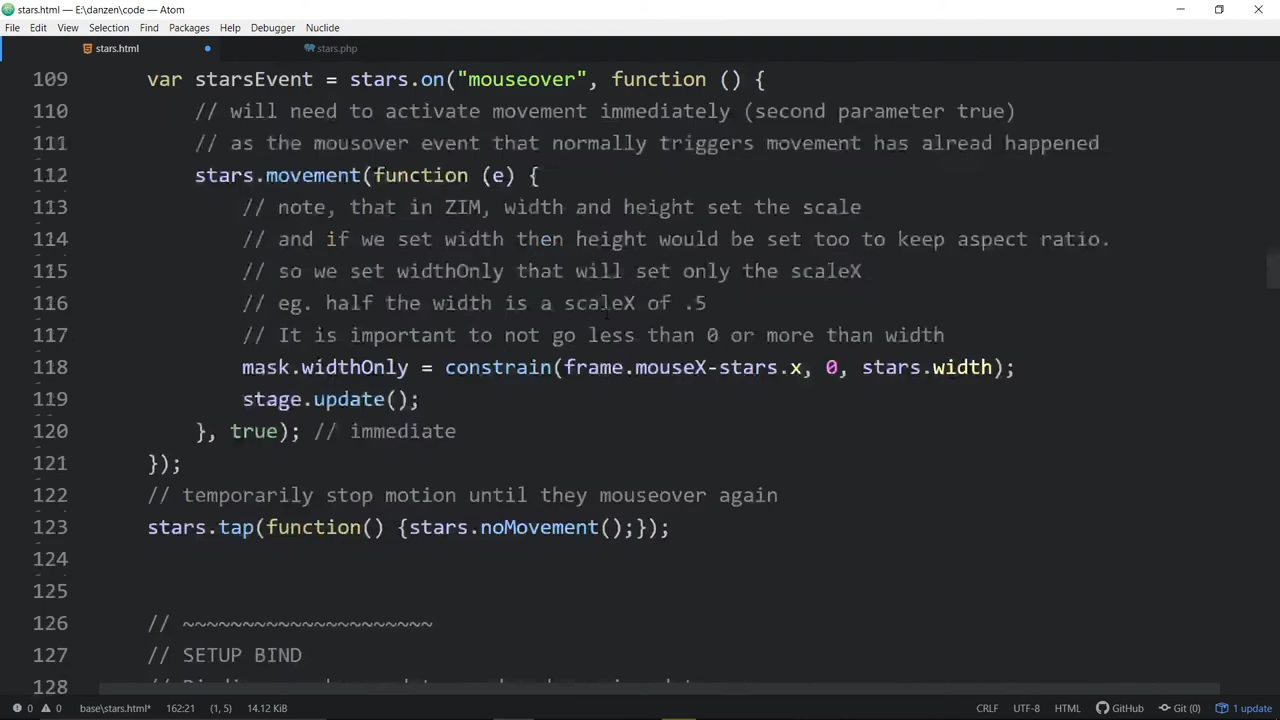 stars.html — E:\danzen\code — Atom
File Edit View Selection Find Packages Help Debugger Nuclide
stars.html stars.php
109 var starsEvent = stars.on("mouseover", function () {
110 // will need to activate movement immediately (second parameter true)
111 // as the mousover event that normally triggers movement has alread happened
112 stars.movement(function (e) {
113 // note, that in ZIM, width and height set the scale
114 // and if we set width then height would be set too to keep aspect ratio.
115 // so we set widthOnly that will set only the scaleX
116 // eg. half the width is a scaleX of .5
117 // It is important to not go less than 0 or more than width
118 mask.widthOnly = constrain(frame.mouseX-stars.x, 0, stars.width);
119 stage.update();
120 }, true); // immediate
121 });
122 // temporarily stop motion until they mouseover again
123 stars.tap(function() {stars.noMovement();});
124
125
126 // ~~~~~~~~~~~~~~~~~~~~~
127 // SETUP BIND
128
0 0 base\stars.html* 162:21 (1, 5) 14.12 KiB CRLF UTF-8 HTML GitHub Git (0) 1 update